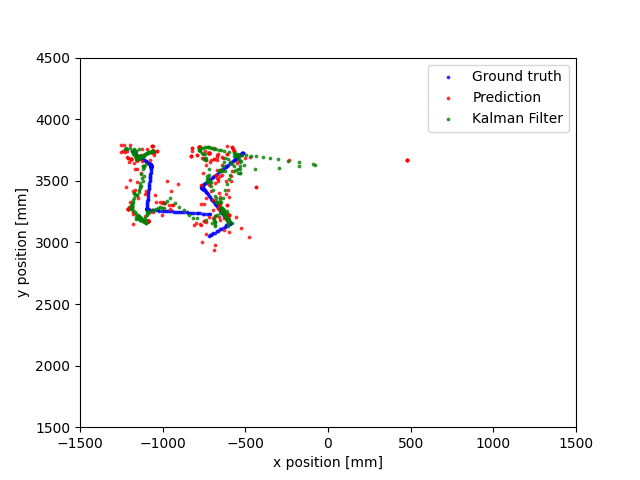 4500
4000
3500
3000
2500
2000
1500
−1500
−1000
−500
0
500
1000
1500
x position [mm]
y position [mm]
Ground truth
Prediction
Kalman Filter